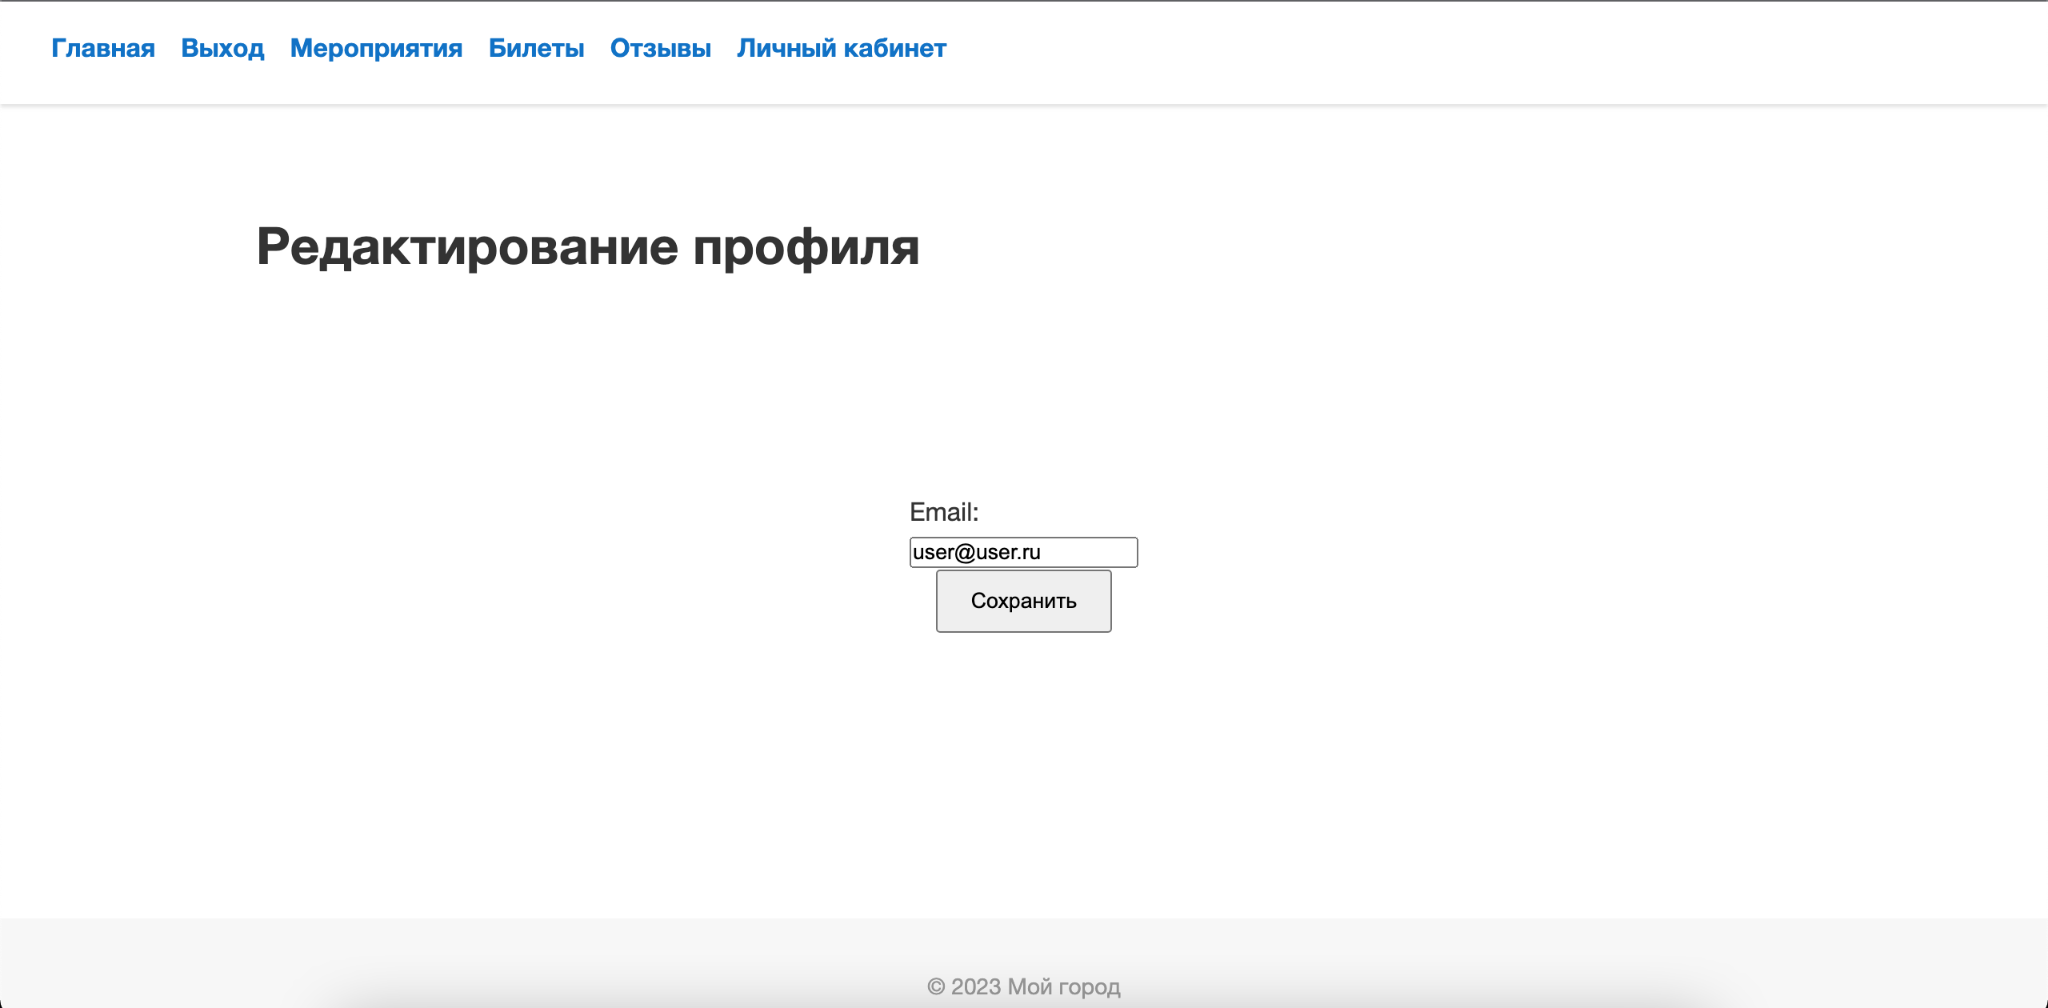 Главная Выход Мероприятия Билеты Отзывы Личный кабинет
Редактирование профиля
Email:
user@user.ru
Сохранить
© 2023 Мой город